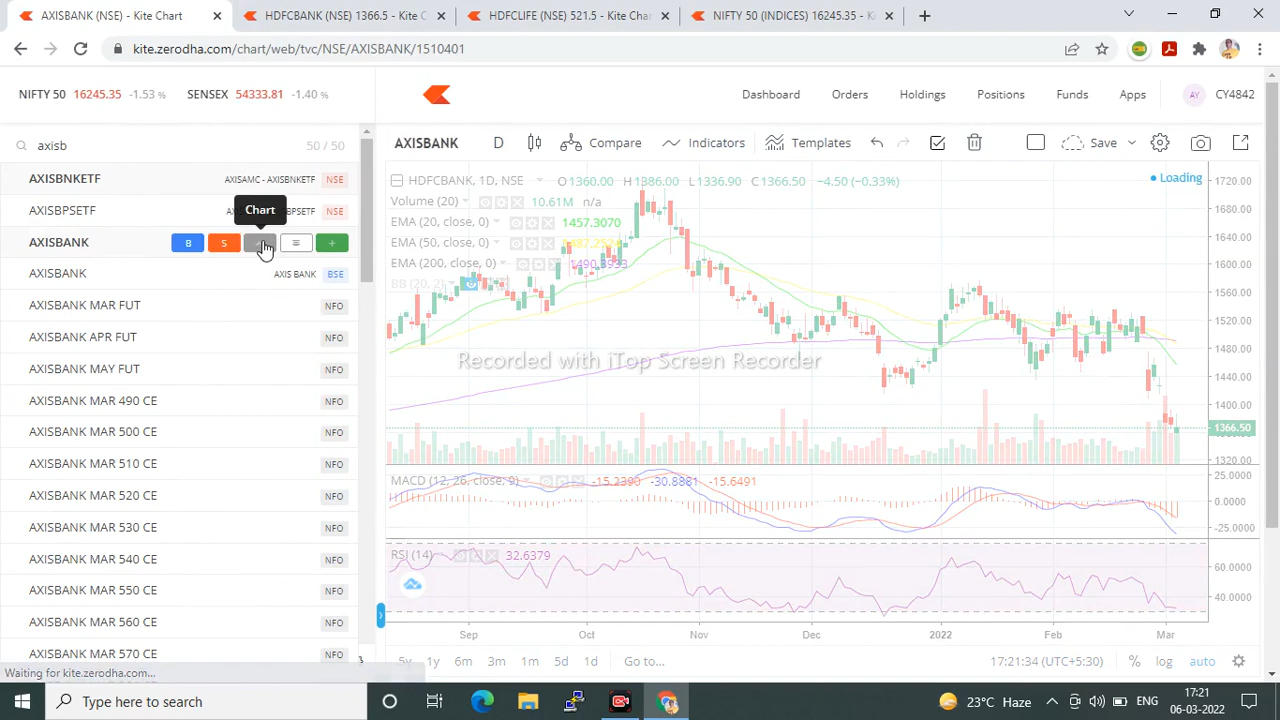 AXISBANK (NSE) - Kite Chart
HDFCBANK (NSE) 1366.5 - Kite C
HDFCLIFE (NSE) 521.5 - Kite Chart
NIFTY 50 (INDICES) 16245.35 - Kite
kite.zerodha.com/chart/web/tvc/NSE/AXISBANK/1510401
NIFTY 50 16245.35 -1.53 % SENSEX 54333.81 -1.40 %
Dashboard Orders Holdings Positions Funds Apps AY CY4842
axisb 50 / 50
AXISBANK D Compare Indicators Templates Save
AXISBNKETF AXISAMC - AXISBNKETF NSE
AXISBPSETF NSE
Chart
AXISBANK B S
AXISBANK AXIS BANK BSE
AXISBANK MAR FUT NFO
AXISBANK APR FUT NFO
AXISBANK MAY FUT NFO
AXISBANK MAR 490 CE NFO
AXISBANK MAR 500 CE NFO
AXISBANK MAR 510 CE NFO
AXISBANK MAR 520 CE NFO
AXISBANK MAR 530 CE NFO
AXISBANK MAR 540 CE NFO
AXISBANK MAR 550 CE NFO
AXISBANK MAR 560 CE NFO
AXISBANK MAR 570 CE NFO
Waiting for kite.zerodha.com...
HDFCBANK, 1D, NSE O1360.00 H1386.00 L1336.90 C1366.50 -4.50 (-0.33%)
Loading
Volume (20) 10.61M n/a
EMA (20, close, 0) 1457.3070
EMA (50, close, 0)
EMA (200, close, 0) 1490.3933
BB (20, 2)
Recorded with iTop Screen Recorder
1720.00
1680.00
1640.00
1600.00
1560.00
1520.00
1480.00
1440.00
1400.00
1366.50
1320.00
MACD (12, 26, close, 9) -15.2390 -30.8881 -15.6491
25.0000
0.0000
-25.0000
RSI (14) 32.6379
60.0000
40.0000
Sep Oct Nov Dec 2022 Feb Mar
5y 1y 6m 3m 1m 5d 1d Go to... 17:21:34 (UTC+5:30) % log auto
Type here to search
23°C Haze ENG 17:21
06-03-2022